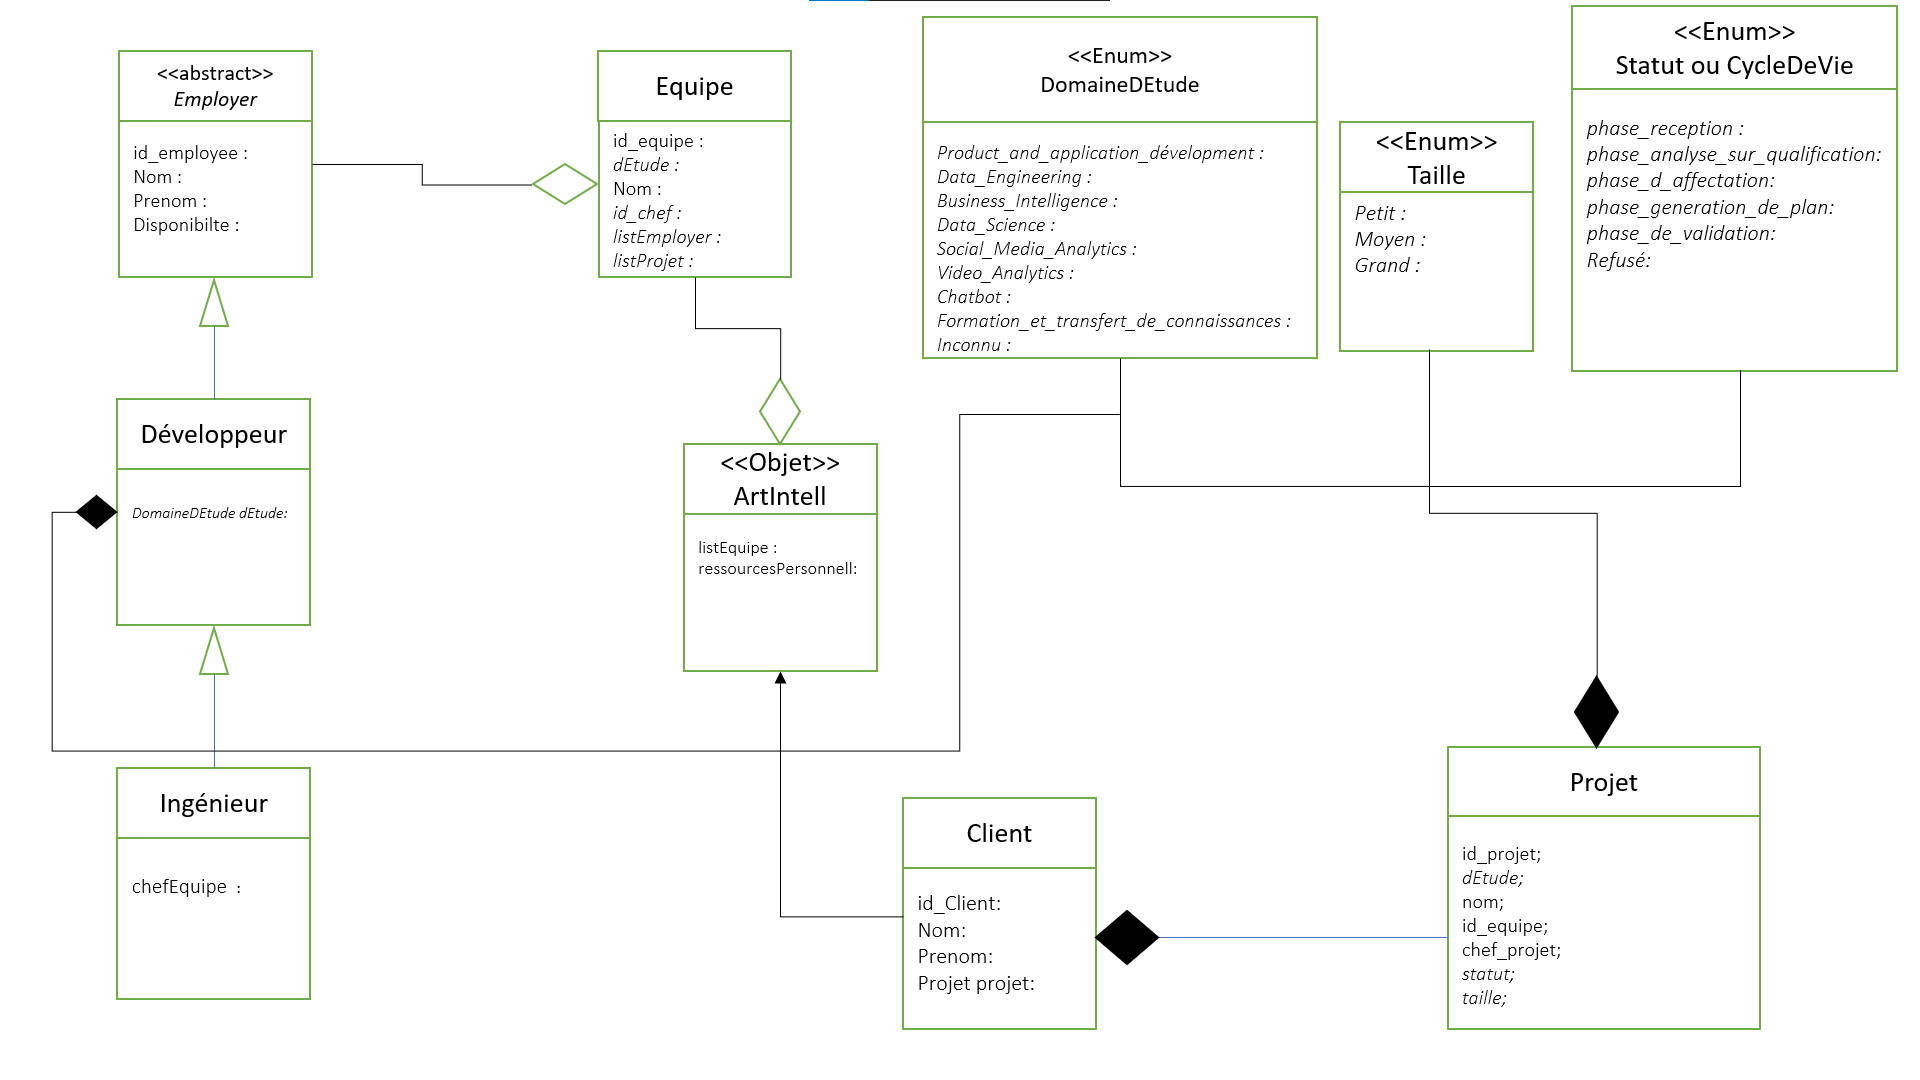 <<abstract>>
Employer
id_employee :
Nom :
Prenom :
Disponibilte :
Equipe
id_equipe :
dEtude :
Nom :
id_chef :
listEmployer :
listProjet :
<<Enum>>
DomaineDEtude
Product_and_application_dévelopment :
Data_Engineering :
Business_Intelligence :
Data_Science :
Social_Media_Analytics :
Video_Analytics :
Chatbot :
Formation_et_transfert_de_connaissances :
Inconnu :
<<Enum>>
Taille
Petit :
Moyen :
Grand :
<<Enum>>
Statut ou CycleDeVie
phase_reception :
phase_analyse_sur_qualification:
phase_d_affectation:
phase_generation_de_plan:
phase_de_validation:
Refusé:
Développeur
DomaineDEtude dEtude:
<<Objet>>
ArtIntell
listEquipe :
ressourcesPersonnell:
Ingénieur
chefEquipe :
Client
id_Client:
Nom:
Prenom:
Projet projet:
Projet
id_projet;
dEtude;
nom;
id_equipe;
chef_projet;
statut;
taille;